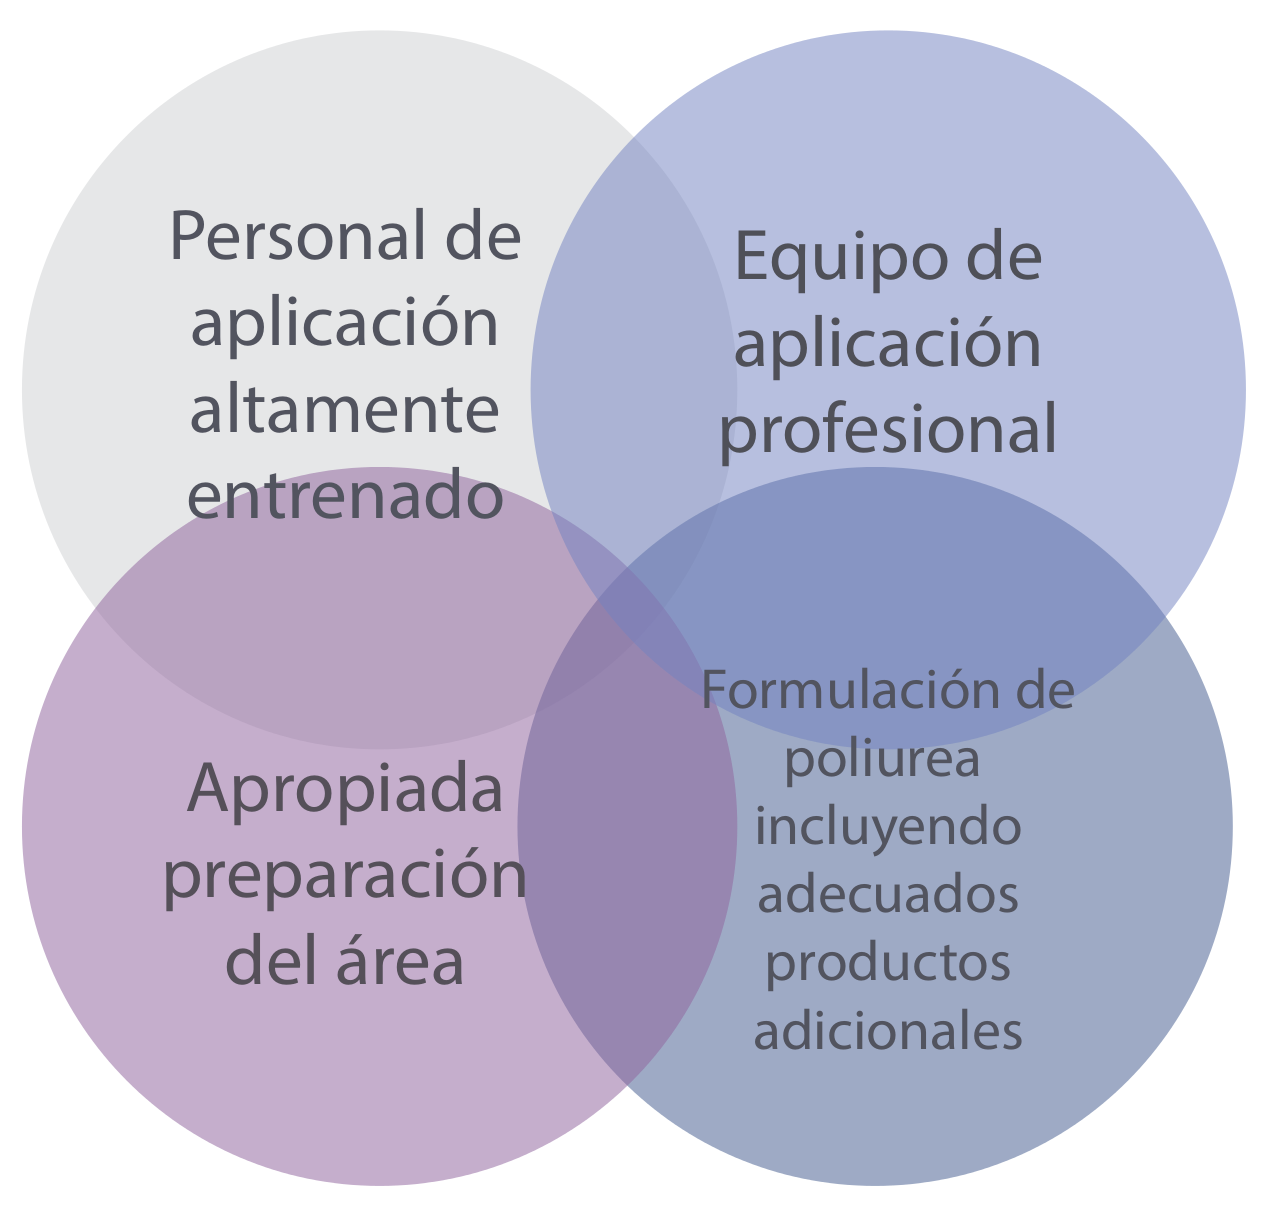 Personal de
aplicación
altamente
entrenado
Equipo de
aplicación
profesional
Apropiada
preparación
del área
Formulación de
poliurea
incluyendo
adecuados
productos
adicionales